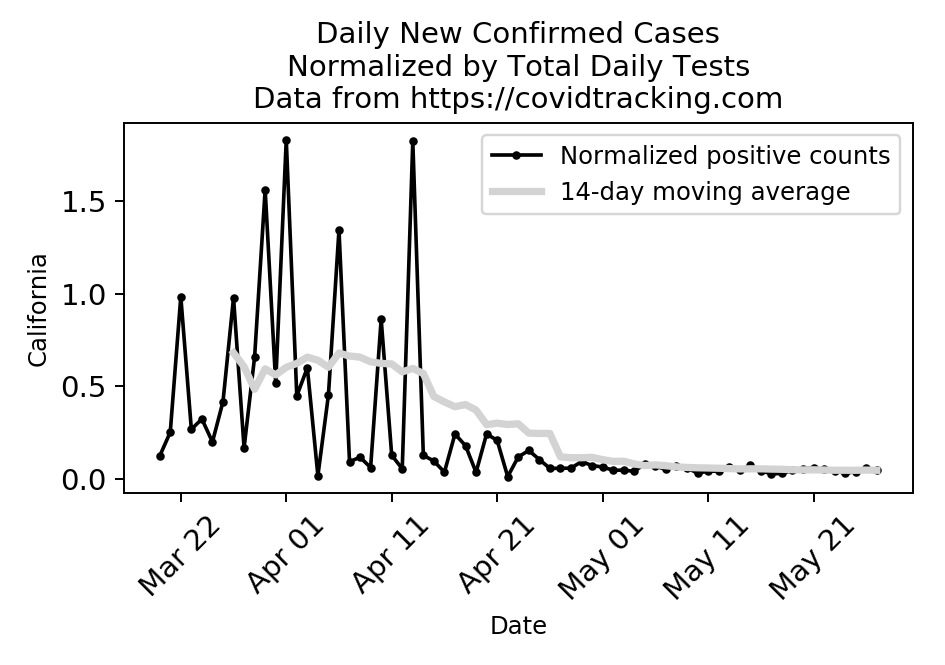 Daily New Confirmed Cases
Normalized by Total Daily Tests
Data from https://covidtracking.com
Normalized positive counts
14-day moving average
California
1.5
1.0
0.5
0.0
Mar 22
Apr 01
Apr 11
Apr 21
May 01
May 11
May 21
Date